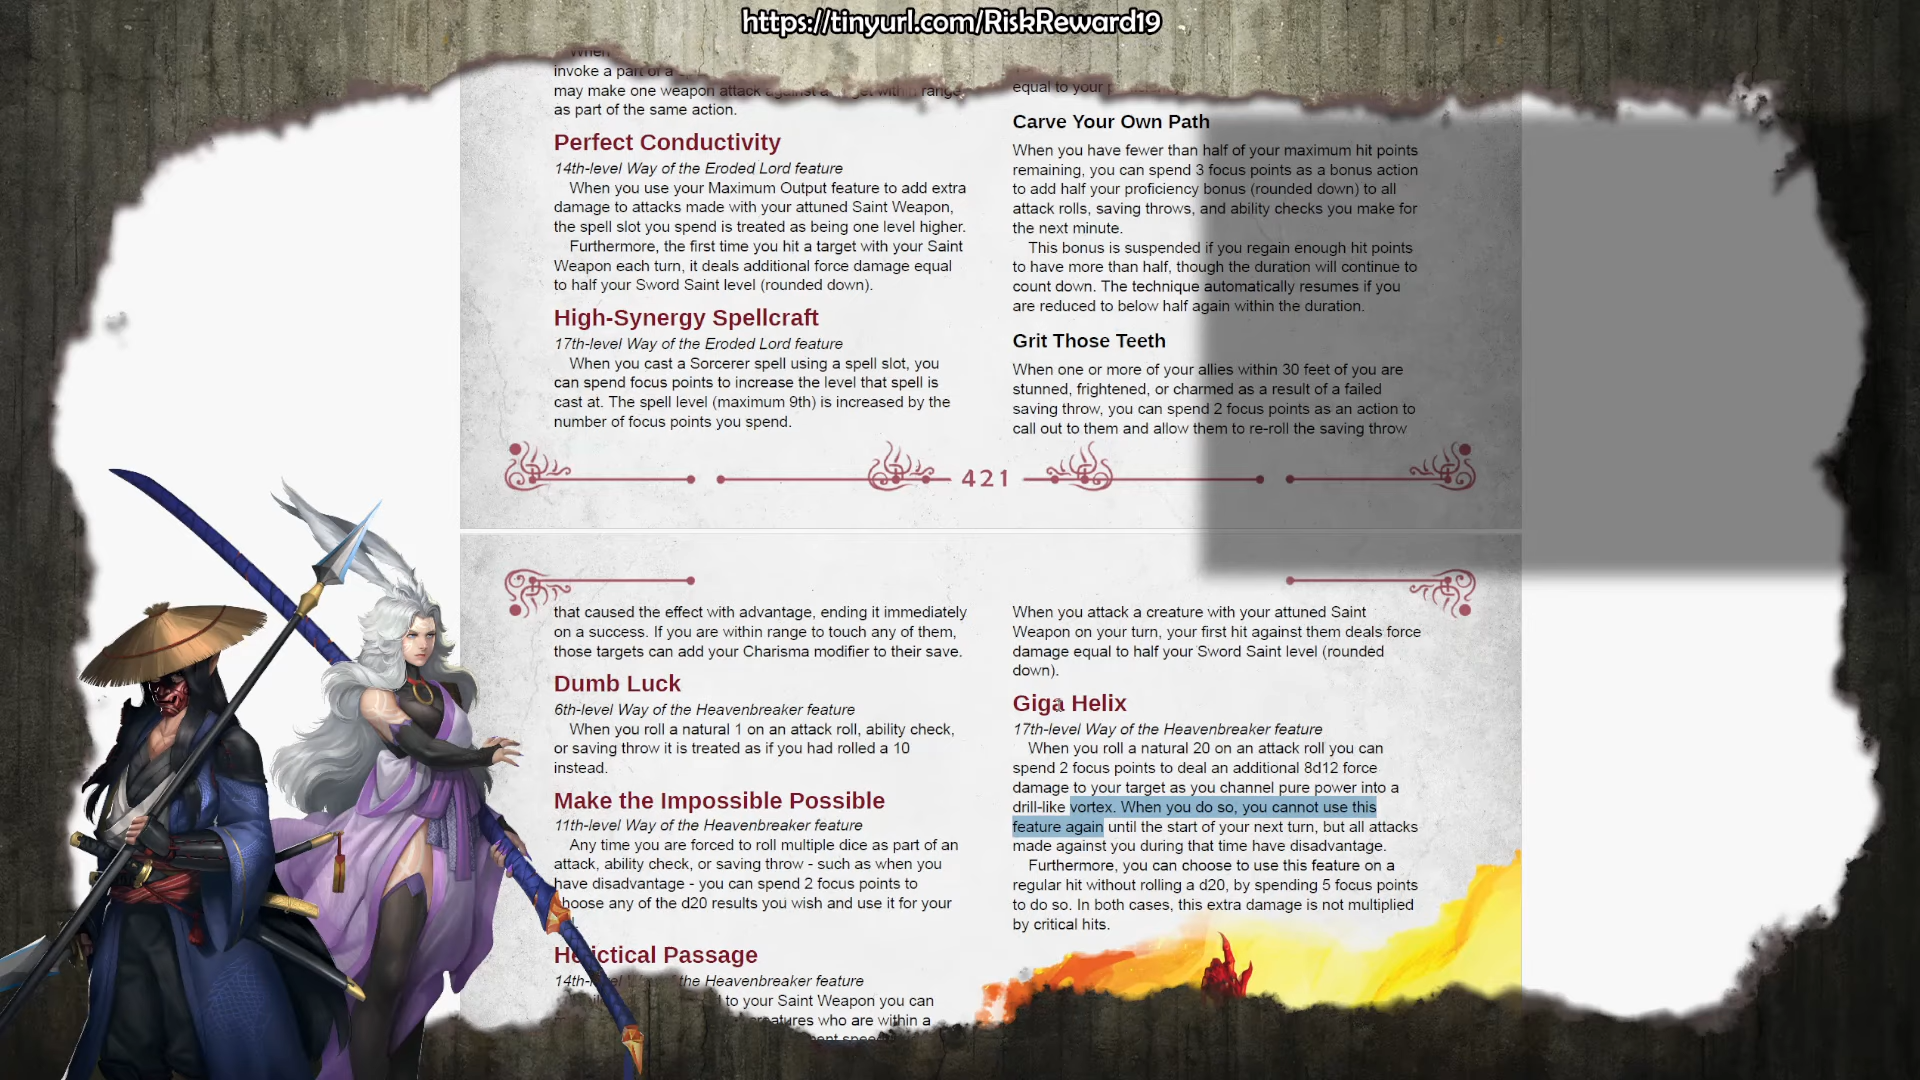 https://tinyurl.com/RiskReward19
When
invoke a part of a
may make one weapon attack against a target within range
as part of the same action.
Perfect Conductivity
14th-level Way of the Eroded Lord feature
When you use your Maximum Output feature to add extra
damage to attacks made with your attuned Saint Weapon,
the spell slot you spend is treated as being one level higher.
Furthermore, the first time you hit a target with your Saint
Weapon each turn, it deals additional force damage equal
to half your Sword Saint level (rounded down).
High-Synergy Spellcraft
17th-level Way of the Eroded Lord feature
When you cast a Sorcerer spell using a spell slot, you
can spend focus points to increase the level that spell is
cast at. The spell level (maximum 9th) is increased by the
number of focus points you spend.
equal to your
Carve Your Own Path
When you have fewer than half of your maximum hit points
remaining, you can spend 3 focus points as a bonus action
to add half your proficiency bonus (rounded down) to all
attack rolls, saving throws, and ability checks you make for
the next minute.
This bonus is suspended if you regain enough hit points
to have more than half, though the duration will continue to
count down. The technique automatically resumes if you
are reduced to below half again within the duration.
Grit Those Teeth
When one or more of your allies within 30 feet of you are
stunned, frightened, or charmed as a result of a failed
saving throw, you can spend 2 focus points as an action to
call out to them and allow them to re-roll the saving throw
421
that caused the effect with advantage, ending it immediately
on a success. If you are within range to touch any of them,
those targets can add your Charisma modifier to their save.
Dumb Luck
6th-level Way of the Heavenbreaker feature
When you roll a natural 1 on an attack roll, ability check,
or saving throw it is treated as if you had rolled a 10
instead.
Make the Impossible Possible
11th-level Way of the Heavenbreaker feature
Any time you are forced to roll multiple dice as part of an
attack, ability check, or saving throw - such as when you
have disadvantage - you can spend 2 focus points to
choose any of the d20 results you wish and use it for your
Passage
the Heavenbreaker feature
to your Saint Weapon you can
creatures who are within a
When you attack a creature with your attuned Saint
Weapon on your turn, your first hit against them deals force
damage equal to half your Sword Saint level (rounded
down).
Giga Helix
17th-level Way of the Heavenbreaker feature
When you roll a natural 20 on an attack roll you can
spend 2 focus points to deal an additional 8d12 force
damage to your target as you channel pure power into a
drill-like vortex. When you do so, you cannot use this
feature again until the start of your next turn, but all attacks
made against you during that time have disadvantage.
Furthermore, you can choose to use this feature on a
regular hit without rolling a d20, by spending 5 focus points
to do so. In both cases, this extra damage is not multiplied
by critical hits.